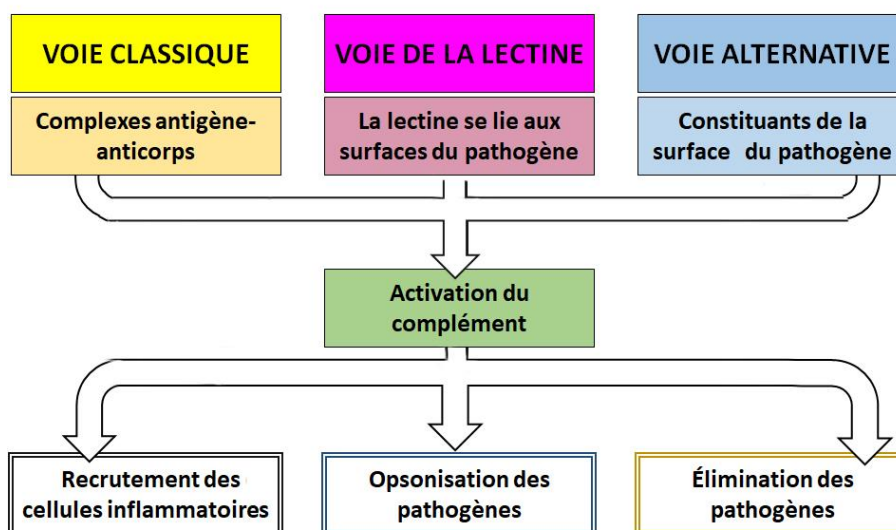 VOIE CLASSIQUE
VOIE DE LA LECTINE
VOIE ALTERNATIVE
Complexes antigène-
anticorps
La lectine se lie aux
surfaces du pathogène
Constituants de la
surface du pathogène
Activation du
complément
Recrutement des
cellules inflammatoires
Opsonisation des
pathogènes
Élimination des
pathogènes